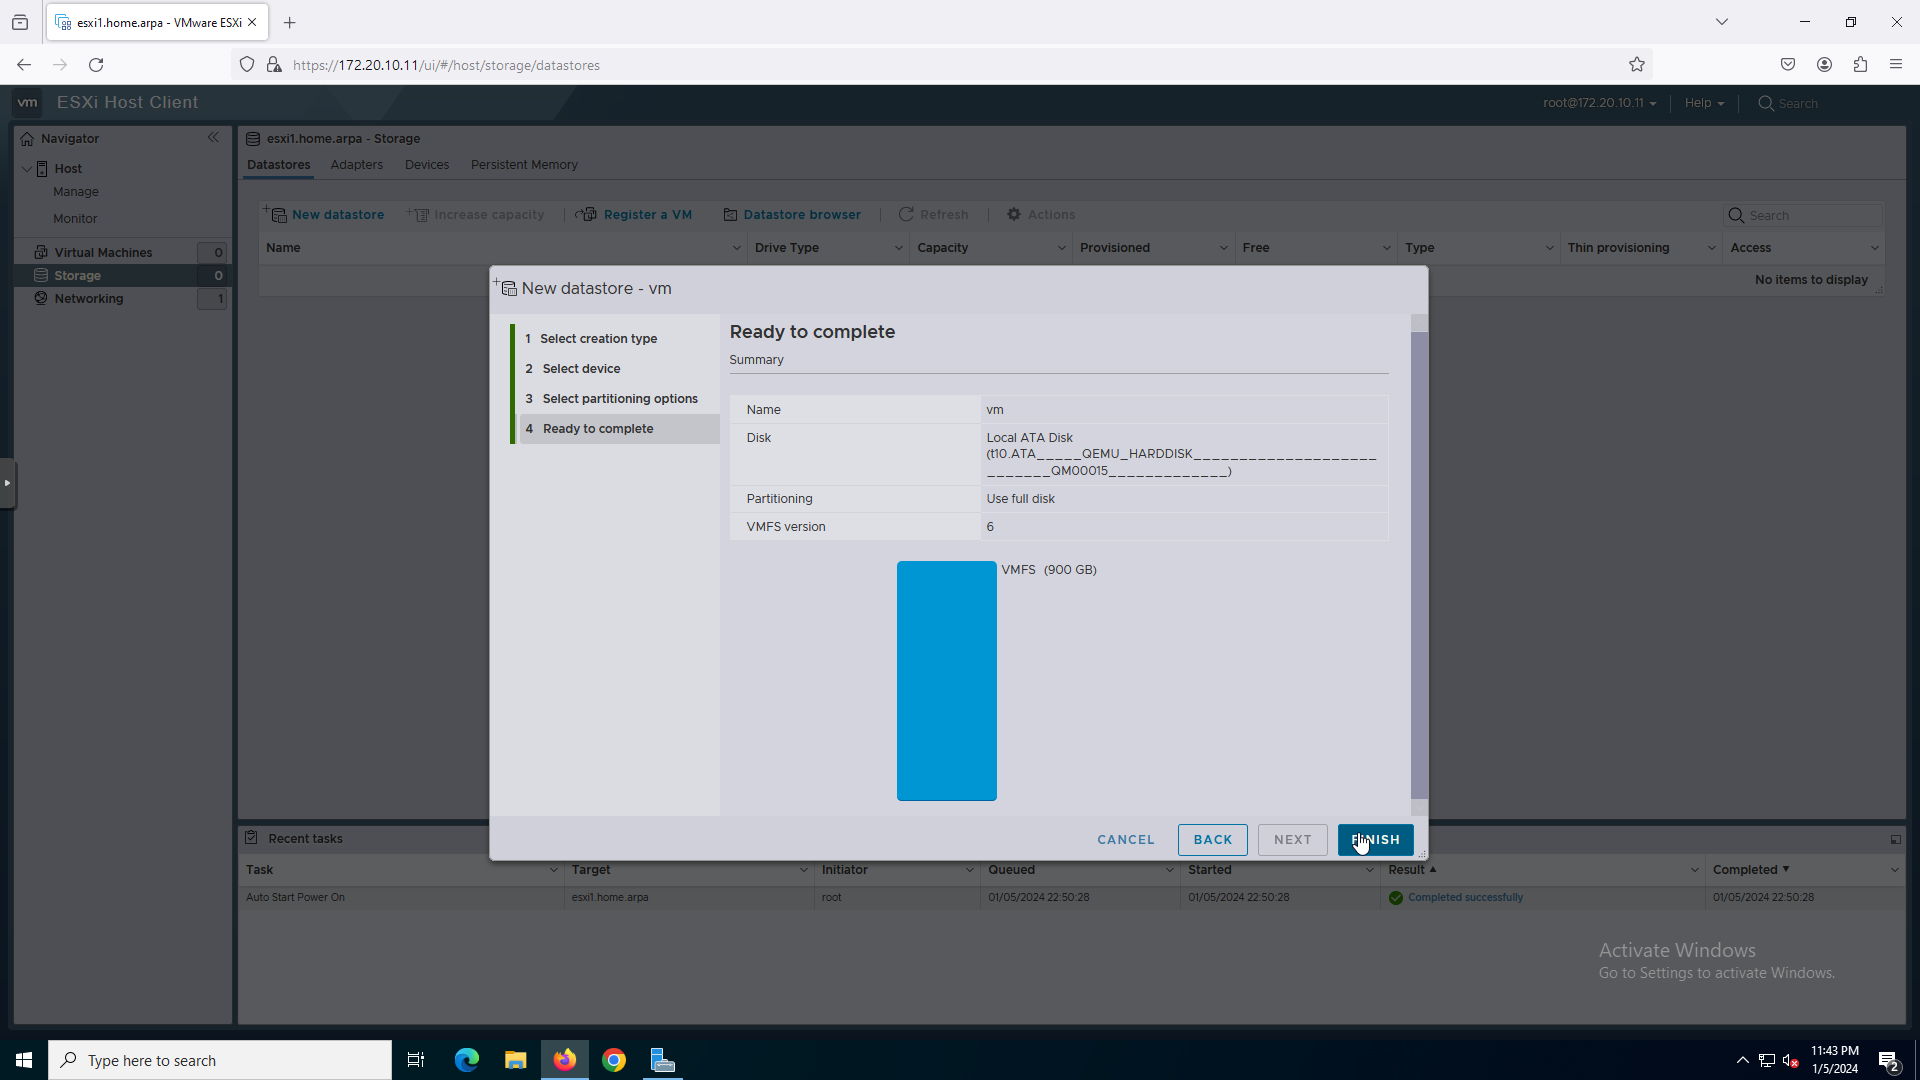 esxi1.home.arpa - VMware ESXi
https://172.20.10.11/ui/#/host/storage/datastores
vm ESXi Host Client
root@172.20.10.11 Help Search
Navigator
Host
Manage
Monitor
Virtual Machines 0
Storage 0
Networking 1
esxi1.home.arpa - Storage
Datastores Adapters Devices Persistent Memory
New datastore Increase capacity Register a VM Datastore browser Refresh Actions Search
Name Drive Type Capacity Provisioned Free Type Thin provisioning Access
No items to display
New datastore - vm
1 Select creation type
2 Select device
3 Select partitioning options
4 Ready to complete
Ready to complete
Summary
Name vm
Disk Local ATA Disk
(t10.ATA_____QEMU_HARDDISK____________________
_______QM00015_____________)
Partitioning Use full disk
VMFS version 6
VMFS (900 GB)
CANCEL BACK NEXT FINISH
Recent tasks
Task Target Initiator Queued Started Result Completed
Auto Start Power On esxi1.home.arpa root 01/05/2024 22:50:28 01/05/2024 22:50:28 Completed successfully 01/05/2024 22:50:28
Activate Windows
Go to Settings to activate Windows.
Type here to search
11:43 PM
1/5/2024
2